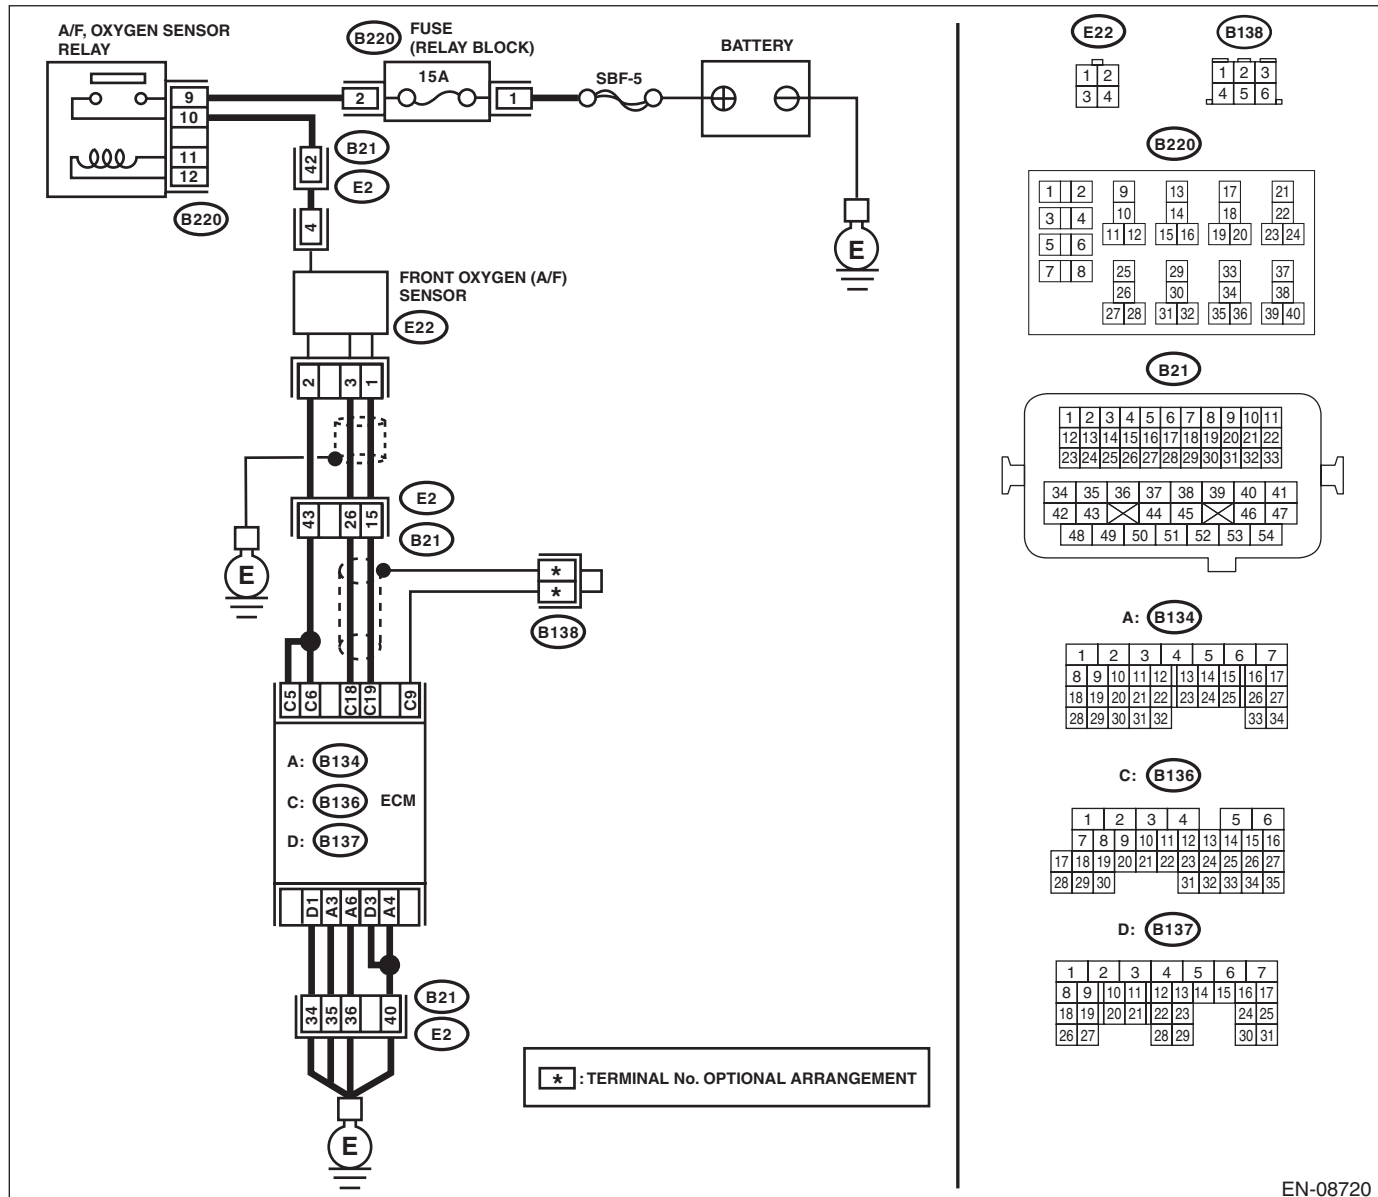 A/F, OXYGEN SENSOR
RELAY
B220
FUSE
(RELAY BLOCK)
15A
BATTERY
SBF-5
9
10
11
12
2
1
B220
42
B21
E2
4
E
FRONT OXYGEN (A/F)
SENSOR
E22
2 3 1
E
43 26 15
E2
B21
*
*
B138
C5 C6 C18 C19 C9
A: B134
C: B136 ECM
D: B137
D1 A3 A6 D3 A4
34 35 36 40
B21
E2
E
* : TERMINAL No. OPTIONAL ARRANGEMENT
E22
1 2
3 4
B138
1 2 3
4 5 6
B220
1 2 9 13 17 21
3 4 10 14 18 22
5 6 11 12 15 16 19 20 23 24
7 8 25 29 33 37
26 30 34 38
27 28 31 32 35 36 39 40
B21
1 2 3 4 5 6 7 8 9 10 11
12 13 14 15 16 17 18 19 20 21 22
23 24 25 26 27 28 29 30 31 32 33
34 35 36 37 38 39 40 41
42 43 44 45 46 47
48 49 50 51 52 53 54
A: B134
1 2 3 4 5 6 7
8 9 10 11 12 13 14 15 16 17
18 19 20 21 22 23 24 25 26 27
28 29 30 31 32 33 34
C: B136
1 2 3 4 5 6
7 8 9 10 11 12 13 14 15 16
17 18 19 20 21 22 23 24 25 26 27
28 29 30 31 32 33 34 35
D: B137
1 2 3 4 5 6 7
8 9 10 11 12 13 14 15 16 17
18 19 20 21 22 23 24 25
26 27 28 29 30 31
EN-08720